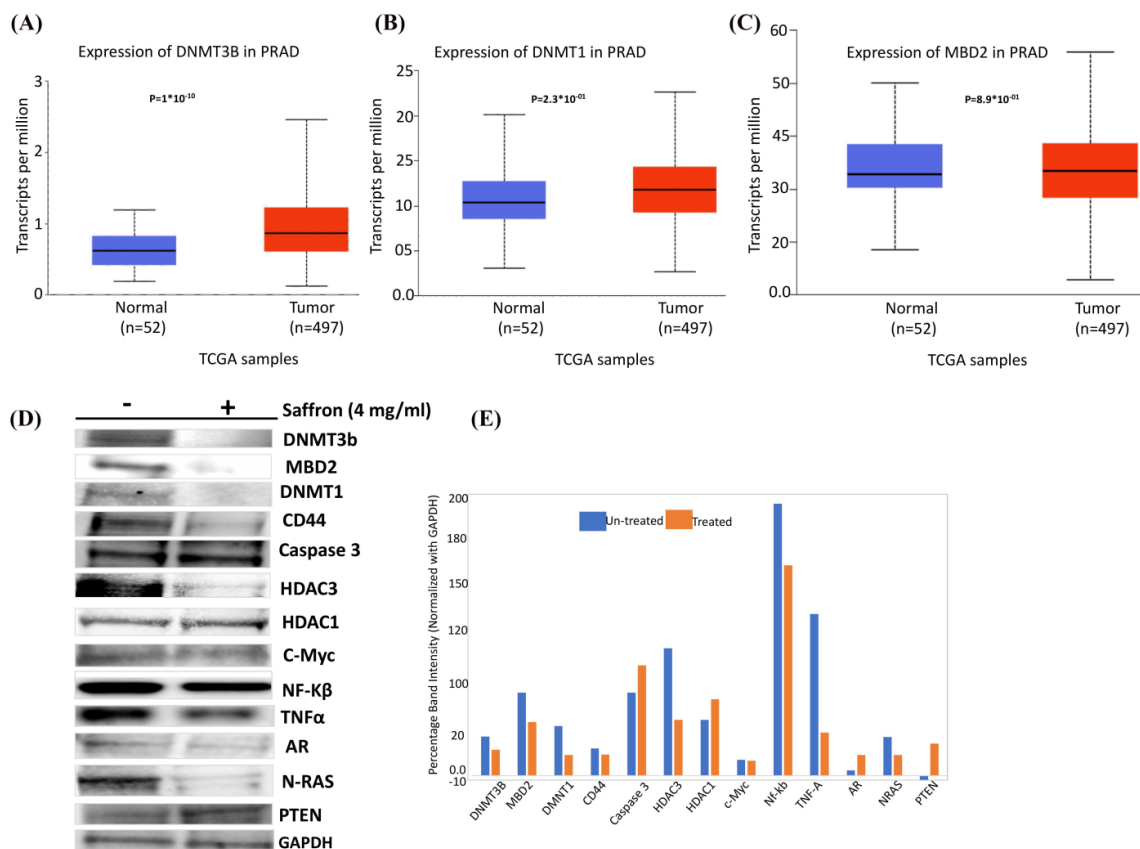 (A)
Expression of DNMT3B in PRAD
P=1*10-10
Transcripts per million
3
2
1
0
Normal
(n=52)
Tumor
(n=497)
TCGA samples
(B)
Expression of DNMT1 in PRAD
P=2.3*10-01
Transcripts per million
25
20
25
10
05
0.0
Normal
(n=52)
Tumor
(n=497)
TCGA samples
(C)
Expression of MBD2 in PRAD
P=8.9*10-01
Transcripts per million
60
45
30
20
0.0
Normal
(n=52)
Tumor
(n=497)
TCGA samples
(D)
- + Saffron (4 mg/ml)
DNMT3b
MBD2
DNMT1
CD44
Caspase 3
HDAC3
HDAC1
C-Myc
NF-Kβ
TNFα
AR
N-RAS
PTEN
GAPDH
(E)
Un-treated Treated
Percentage Band Intensity (Normalized with GAPDH)
200
180
150
120
100
20
0.0
-10
DNMT3B
MBD2
DMNT1
CD44
Caspase 3
HDAC3
HDAC1
c-Myc
Nf-kb
TNF-A
AR
NRAS
PTEN